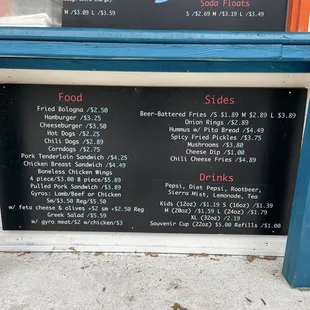 Soda Floats
M /$3.09 L /$3.59
S /$2.69 M /$3.19 L /$3.59
Food
Fried Bologna /$2.50
Hamburger /$3.25
Cheeseburger /$3.50
Hot Dogs /$2.25
Chili Dogs /$2.89
Corndogs /$2.75
Pork Tenderloin Sandwich /$4.25
Chicken Breast Sandwich /$4.49
Boneless Chicken Wings
4 piece/$3.00 8 piece/$5.89
Pulled Pork Sandwich /$3.89
Gyros: Lamb/Beef or Chicken
Sm/$3.50 Reg/$5.50
w/ feta cheese & olives +$2 sm +$2.50 Reg
Greek Salad /$5.59
w/ gyro meat/$2 w/chicken/$3
Sides
Beer-Battered Fries /S $1.89 M $2.89 L $3.89
Onion Rings /$2.89
Hummus w/ Pita Bread /$4.49
Spicy Fried Pickles /$3.75
Mushrooms /$3.80
Cheese Dip /$1.00
Chili Cheese Fries /$4.89
Drinks
Pepsi, Diet Pepsi, Rootbeer,
Sierra Mist, Lemonade, Tea
Kids (12oz) /$1.19 S (16oz) /$1.39
M (20oz) /$1.59 L (24oz) /$1.79
XL (32oz) /2.19
Souvenir Cup (22oz) $5.00 Refills /$1.00